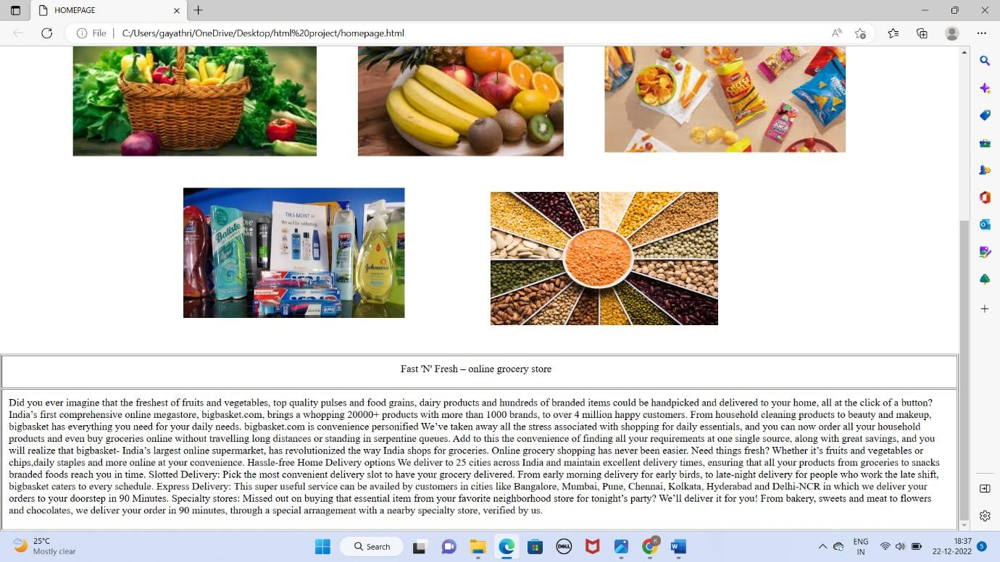 HOMEPAGE
File
C:/Users/gayathri/OneDrive/Desktop/html%20project/homepage.html
CHEESE
RANCH
JUICE
THIS MONTH
We will be collecting:
Batiste
Suave
Johnson's
Crest
Oral-B
Fast 'N' Fresh – online grocery store
Did you ever imagine that the freshest of fruits and vegetables, top quality pulses and food grains, dairy products and hundreds of branded items could be handpicked and delivered to your home, all at the click of a button?
India’s first comprehensive online megastore, bigbasket.com, brings a whopping 20000+ products with more than 1000 brands, to over 4 million happy customers. From household cleaning products to beauty and makeup,
bigbasket has everything you need for your daily needs. bigbasket.com is convenience personified We’ve taken away all the stress associated with shopping for daily essentials, and you can now order all your household
products and even buy groceries online without travelling long distances or standing in serpentine queues. Add to this the convenience of finding all your requirements at one single source, along with great savings, and you
will realize that bigbasket- India’s largest online supermarket, has revolutionized the way India shops for groceries. Online grocery shopping has never been easier. Need things fresh? Whether it’s fruits and vegetables or
chips,daily staples and more online at your convenience. Hassle-free Home Delivery options We deliver to 25 cities across India and maintain excellent delivery times, ensuring that all your products from groceries to snacks
branded foods reach you in time. Slotted Delivery: Pick the most convenient delivery slot to have your grocery delivered. From early morning delivery for early birds, to late-night delivery for people who work the late shift,
bigbasket caters to every schedule. Express Delivery: This super useful service can be availed by customers in cities like Bangalore, Mumbai, Pune, Chennai, Kolkata, Hyderabad and Delhi-NCR in which we deliver your
orders to your doorstep in 90 Minutes. Specialty stores: Missed out on buying that essential item from your favorite neighborhood store for tonight’s party? We’ll deliver it for you! From bakery, sweets and meat to flowers
and chocolates, we deliver your order in 90 minutes, through a special arrangement with a nearby specialty store, verified by us.
25°C
Mostly clear
Search
DELL
K
W
ENG
IN
18:37
22-12-2022
5